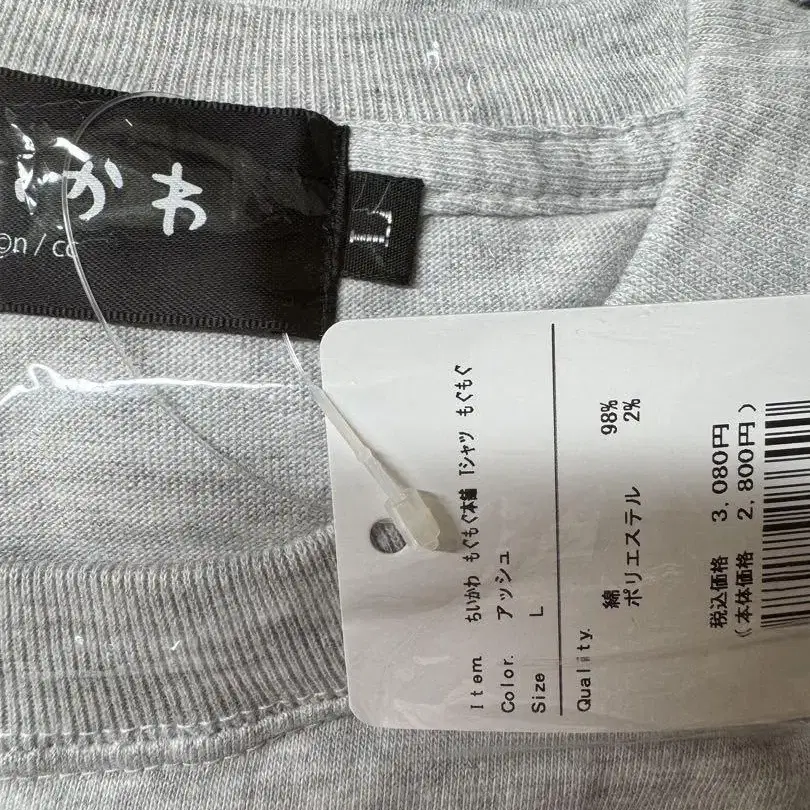 いかわ
©n / cc
L
Item ちいかわ もぐもぐ本舗 Tシャツ もぐもぐ
Color. アッシュ
Size L
Quality.
綿 98%
ポリエステル 2%
税込価格 3,080円
(本体価格 2,800円)